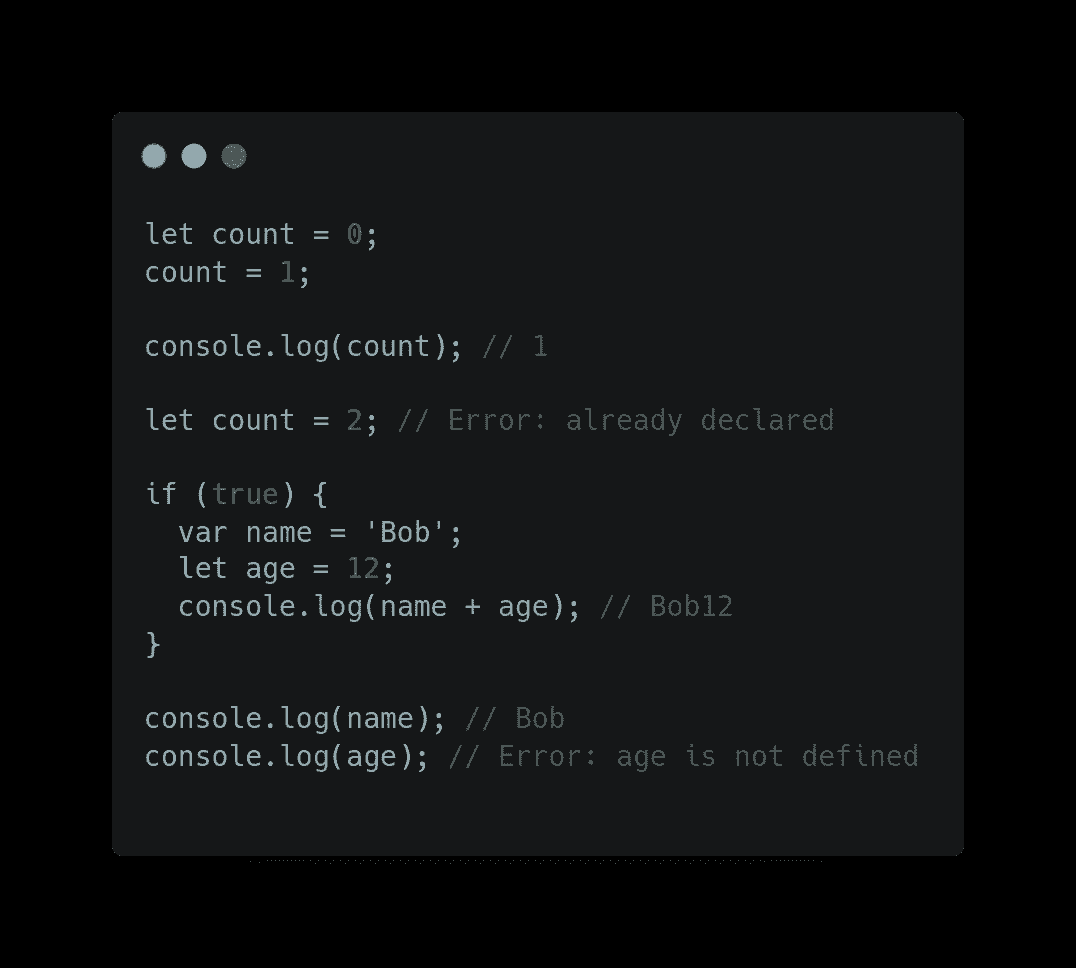 let count = 0;
count = 1;
console.log(count); // 1
let count = 2; // Error: already declared
if (true) {
  var name = 'Bob';
  let age = 12;
  console.log(name + age); // Bob12
}
console.log(name); // Bob
console.log(age); // Error: age is not defined